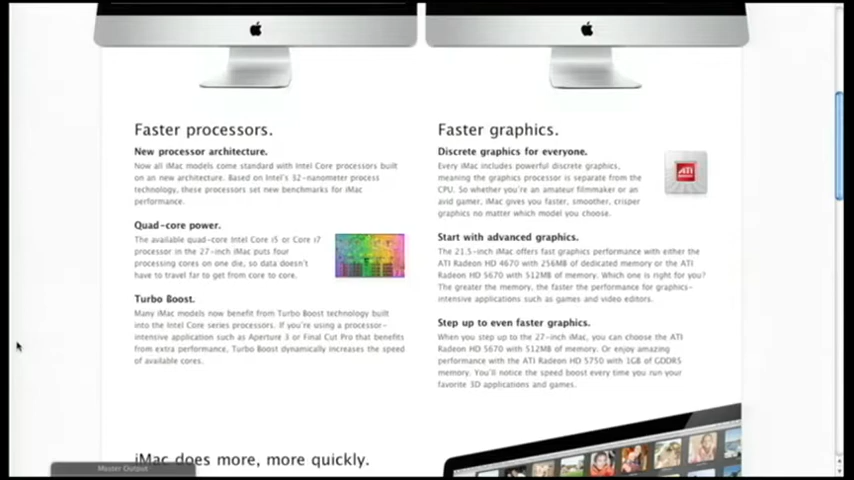 Faster processors.
New processor architecture.
Now all iMac models come standard with Intel Core processors built
on an new architecture. Based on Intel's 32-nanometer process
technology, these processors set new benchmarks for iMac
performance.
Quad-core power.
The available quad-core Intel Core i5 or Core i7
processor in the 27-inch iMac puts four
processing cores on one die, so data doesn't
have to travel far to get from core to core.
Turbo Boost.
Many iMac models now benefit from Turbo Boost technology built
into the Intel Core series processors. If you're using a processor-
intensive application such as Aperture 3 or Final Cut Pro that benefits
from extra performance, Turbo Boost dynamically increases the speed
of available cores.
Faster graphics.
Discrete graphics for everyone.
Every iMac includes powerful discrete graphics,
meaning the graphics processor is separate from the
CPU. So whether you're an amateur filmmaker or an
avid gamer, iMac gives you faster, smoother, crisper
graphics no matter which model you choose.
ATI
Start with advanced graphics.
The 21.5-inch iMac offers fast graphics performance with either the
ATI Radeon HD 4670 with 256MB of dedicated memory or the ATI
Radeon HD 5670 with 512MB of memory. Which one is right for you?
The greater the memory, the faster the performance for graphics-
intensive applications such as games and video editors.
Step up to even faster graphics.
When you step up to the 27-inch iMac, you can choose the ATI
Radeon HD 5670 with 512MB of memory. Or enjoy amazing
performance with the ATI Radeon HD 5750 with 1GB of GDDR5
memory. You'll notice the speed boost every time you run your
favorite 3D applications and games.
iMac does more, more quickly.
Master Output